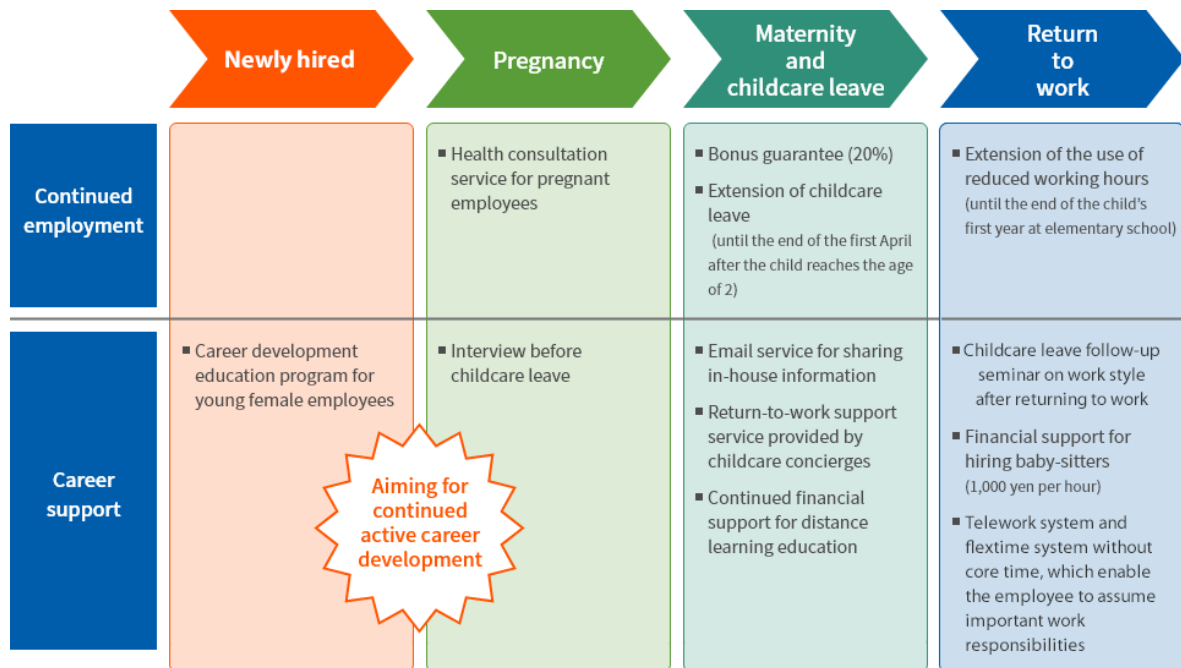 Newly hired
Pregnancy
Maternity
and
childcare leave
Return
to
work
Continued
employment
▪ Health consultation
service for pregnant
employees
▪ Bonus guarantee (20%)
▪ Extension of childcare
leave
(until the end of the first April
after the child reaches the age
of 2)
▪ Extension of the use of
reduced working hours
(until the end of the child's
first year at elementary school)
Career
support
▪ Career development
education program for
young female employees
▪ Interview before
childcare leave
Aiming for
continued
active career
development
▪ Email service for sharing
in-house information
▪ Return-to-work support
service provided by
childcare concierges
▪ Continued financial
support for distance
learning education
▪ Childcare leave follow-up
seminar on work style
after returning to work
▪ Financial support for
hiring baby-sitters
(1,000 yen per hour)
▪ Telework system and
flextime system without
core time, which enable
the employee to assume
important work
responsibilities